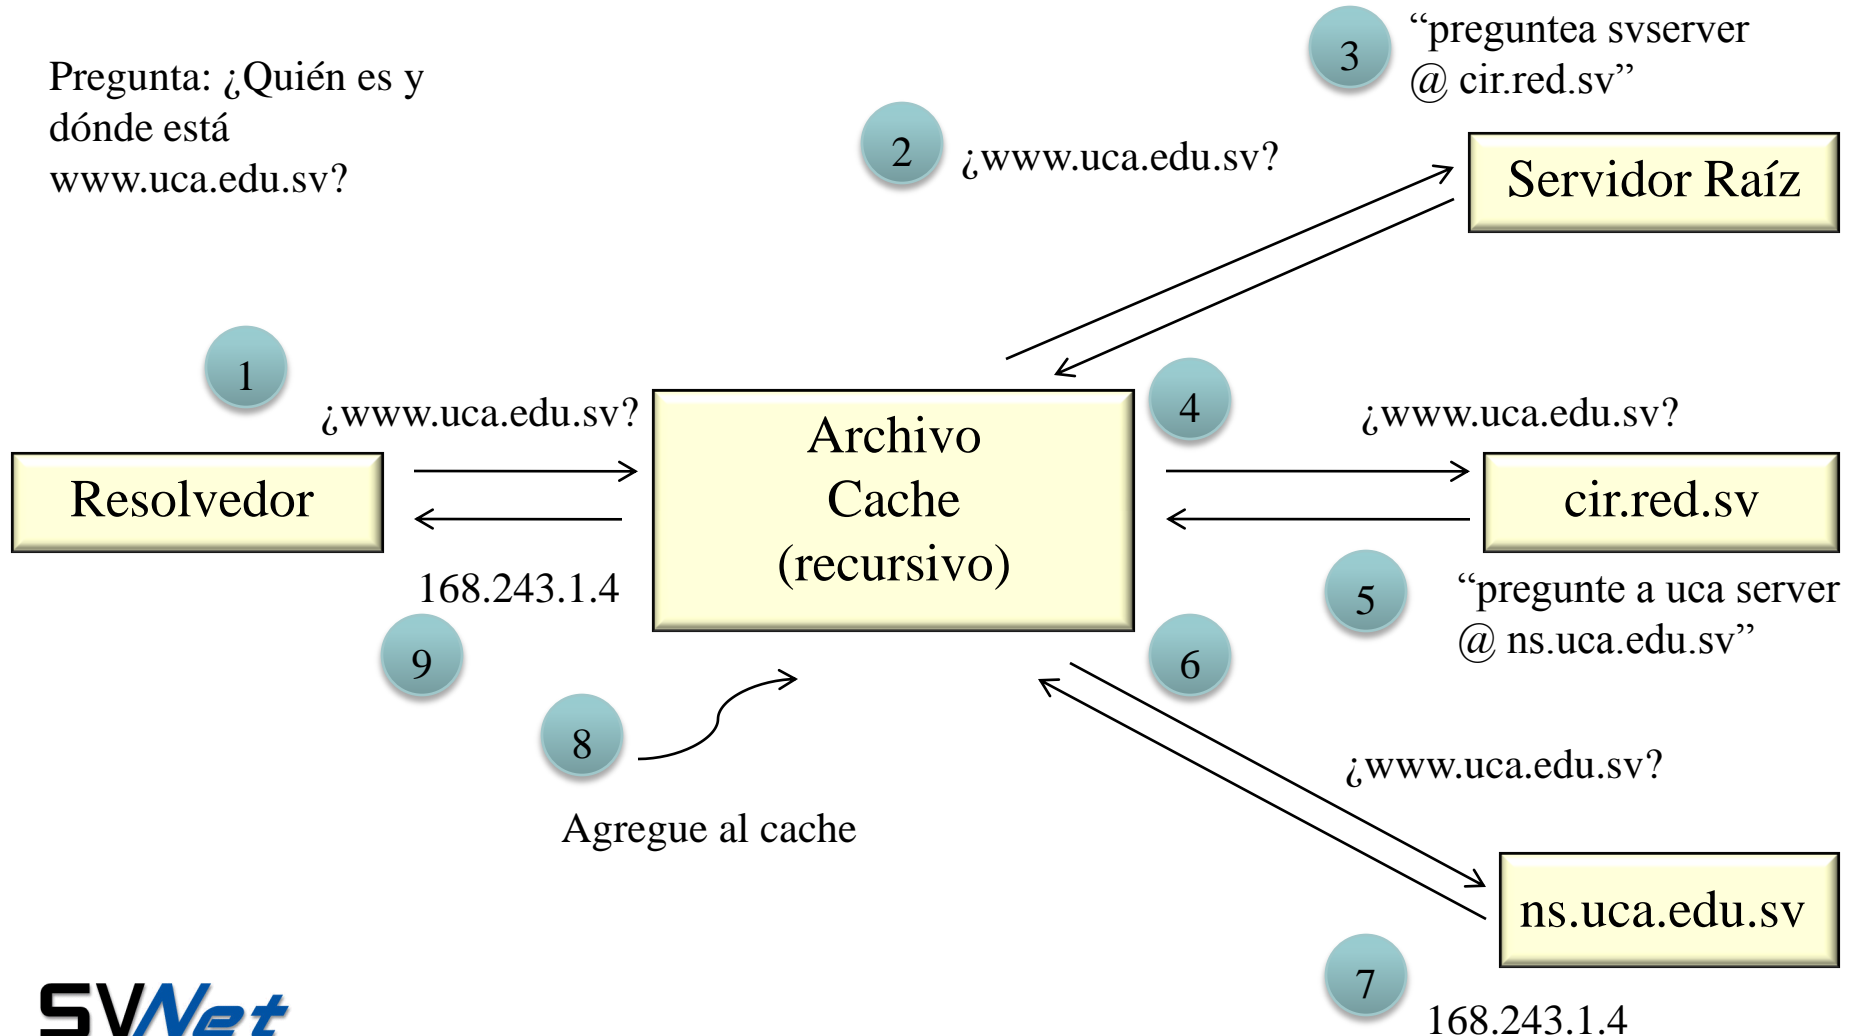 Pregunta: ¿Quién es y
dónde está
www.uca.edu.sv?
3
“preguntea svserver
@ cir.red.sv”
2
¿www.uca.edu.sv?
Servidor Raíz
1
¿www.uca.edu.sv?
Resolvedor
Archivo
Cache
(recursivo)
4
¿www.uca.edu.sv?
cir.red.sv
168.243.1.4
9
5
“pregunte a uca server
@ ns.uca.edu.sv”
6
8
Agregue al cache
¿www.uca.edu.sv?
ns.uca.edu.sv
7
168.243.1.4
SVNet